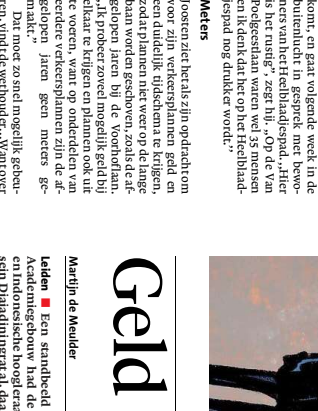 komt, en gaat volgende week in de
buitenlucht in gesprek met bewo-
ners van het Heelblaadjespad. ,,Hier
is het rustig’’, zegt hij. ,,Op de Van
Poelgeestlaan waren wel 35 mensen
en ik denk dat het op het Heelblaad-
jespad nog drukker wordt.’’
Meters
Joosten ziet het als zijn opdracht om
voor zijn verkeersplannen geld en
een duidelijk tijdschema te krijgen,
zodat plannen niet weer op de lange
baan worden geschoven, zoals de af-
gelopen jaren bij de Voorhoflaan.
,,Ik probeer zoveel mogelijk geld bij
elkaar te krijgen en plannen ook uit
te voeren, want op onderdelen van
eerdere verkeersplannen zijn de af-
gelopen jaren geen meters ge-
maakt.’’
Dat moet zo snel mogelijk gebeu-
ren, vindt de wethouder. ,,Want over
Geld
Martijn de Meulder
Leiden ■ Een standbeeld
Academiegebouw had de
en Indonesische hoogleraa
sein Djajadiningrat al, daa